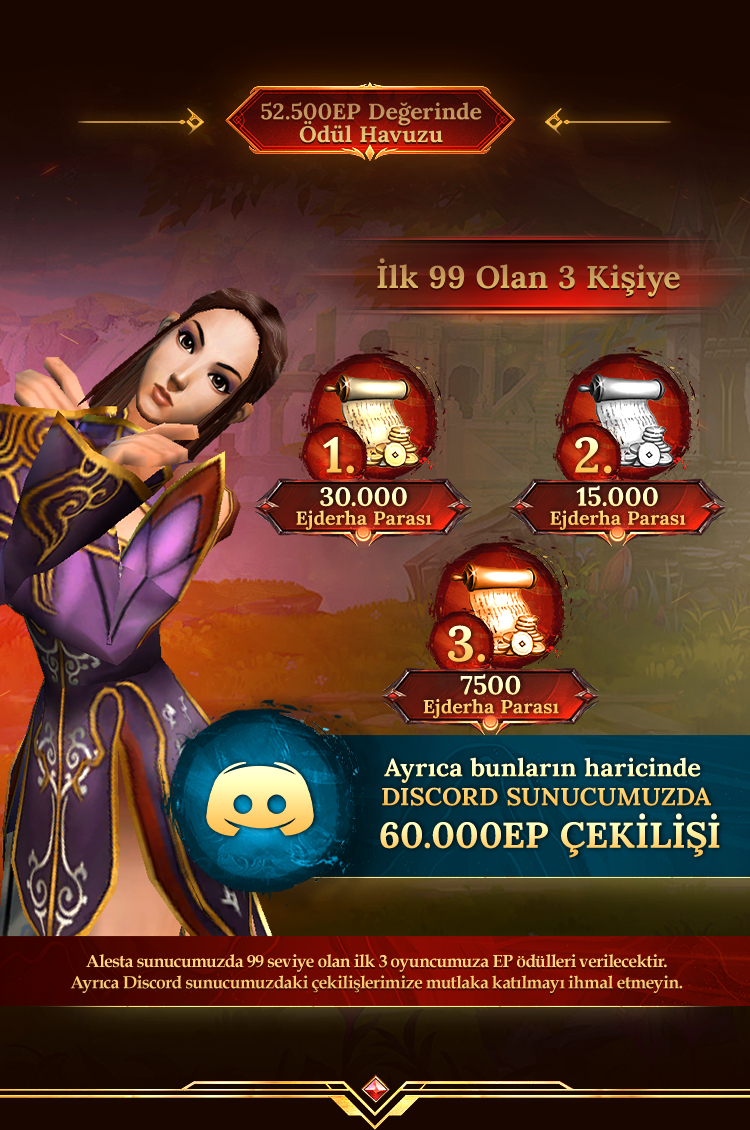 52.500EP Değerinde
Ödül Havuzu
İlk 99 Olan 3 Kişiye
1.
30.000
Ejderha Parası
2.
15.000
Ejderha Parası
3.
7500
Ejderha Parası
Ayrıca bunların haricinde
DISCORD SUNUCUMUZDA
60.000EP ÇEKİLİŞİ
Alesta sunucumuzda 99 seviye olan ilk 3 oyuncumuza EP ödülleri verilecektir.
Ayrıca Discord sunucumuzdaki çekilişlerimize mutlaka katılmayı ihmal etmeyin.